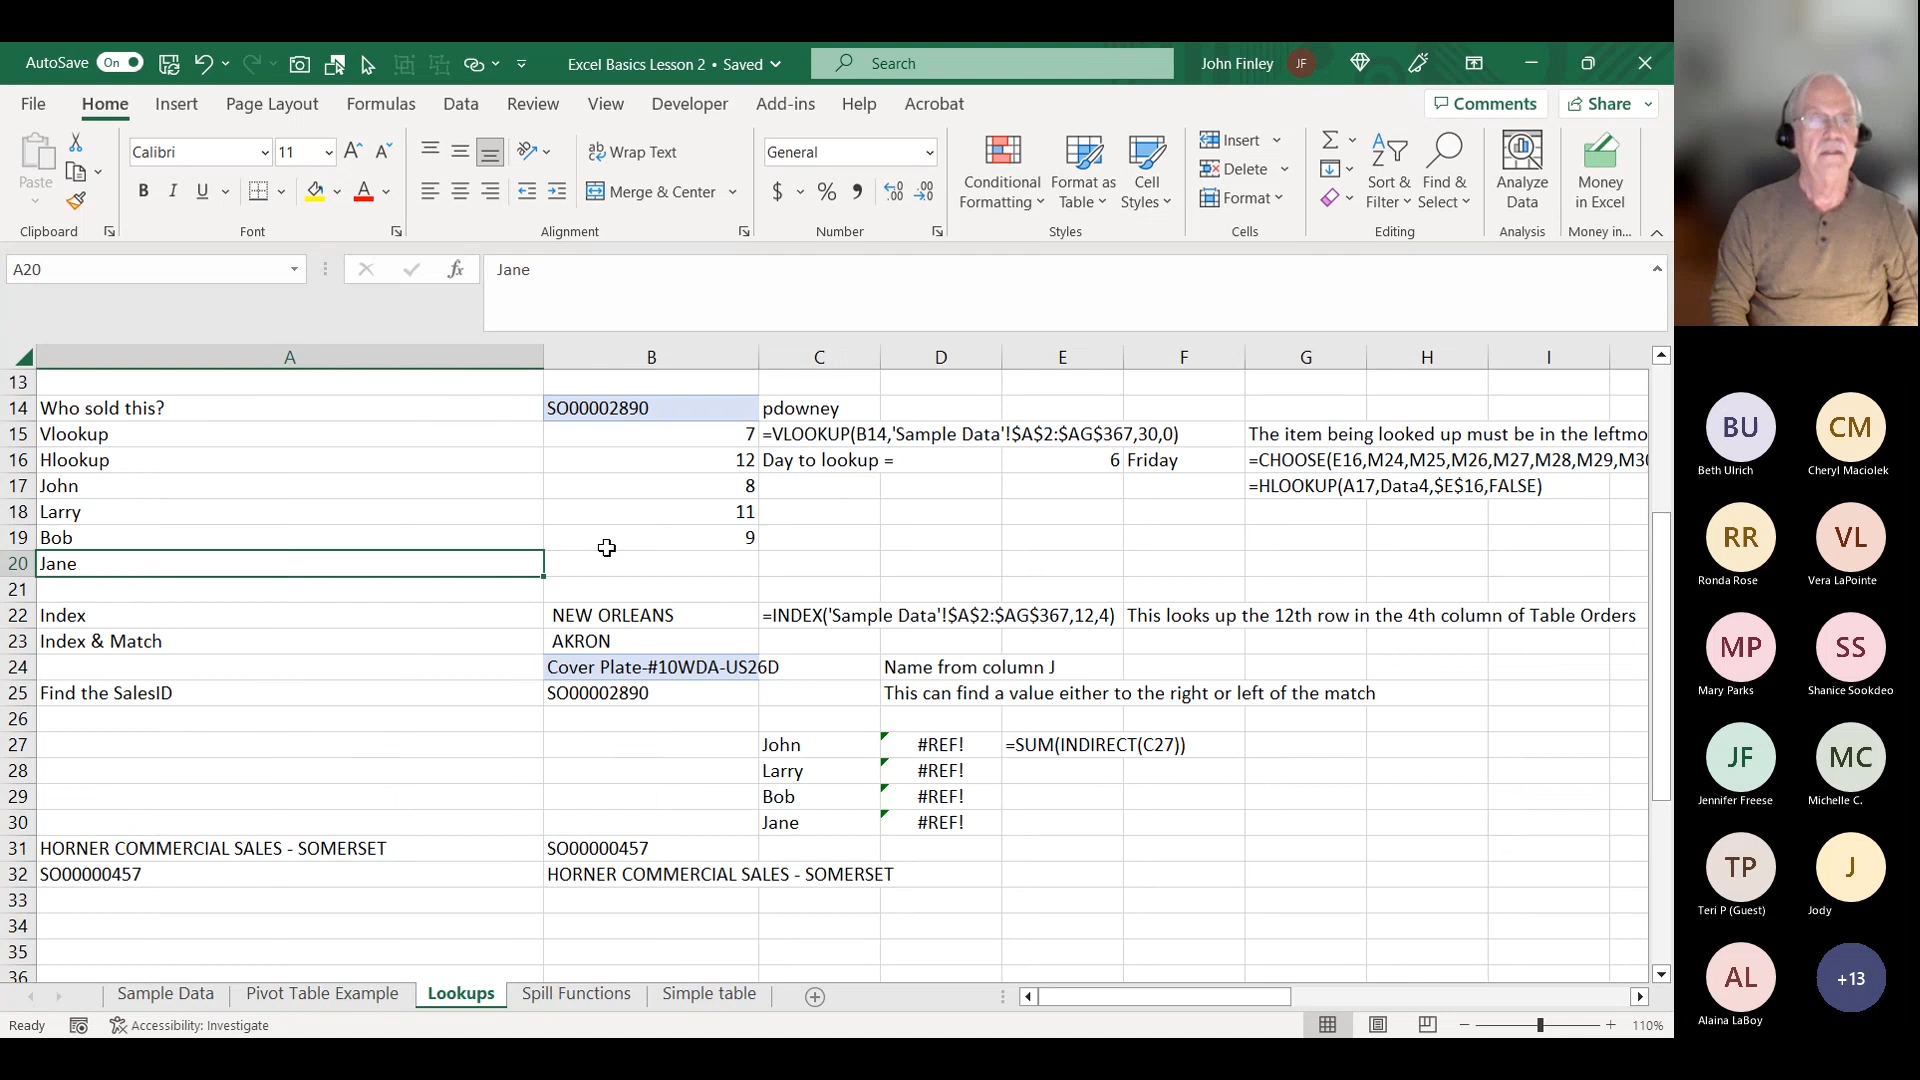 AutoSave On Excel Basics Lesson 2 • Saved Search John Finley JF
File Home Insert Page Layout Formulas Data Review View Developer Add-ins Help Acrobat Comments Share
Paste
Clipboard
Calibri 11
B I U A
Font
Wrap Text
Merge & Center
Alignment
General
$ % ,
Number
Conditional Formatting
Format as Table
Cell Styles
Styles
Insert
Delete
Format
Cells
Sort & Filter
Find & Select
Editing
Analyze Data
Analysis
Money in Excel
Money in...
A20 fx Jane
A B C D E F G H I
13
14 Who sold this? SO00002890 pdowney
15 Vlookup 7 =VLOOKUP(B14,'Sample Data'!$A$2:$AG$367,30,0) The item being looked up must be in the leftmo
16 Hlookup 12 Day to lookup = 6 Friday =CHOOSE(E16,M24,M25,M26,M27,M28,M29,M30
17 John 8 =HLOOKUP(A17,Data4,$E$16,FALSE)
18 Larry 11
19 Bob 9
20 Jane
21
22 Index NEW ORLEANS =INDEX('Sample Data'!$A$2:$AG$367,12,4) This looks up the 12th row in the 4th column of Table Orders
23 Index & Match AKRON
24 Cover Plate-#10WDA-US26D Name from column J
25 Find the SalesID SO00002890 This can find a value either to the right or left of the match
26
27 John #REF! =SUM(INDIRECT(C27))
28 Larry #REF!
29 Bob #REF!
30 Jane #REF!
31 HORNER COMMERCIAL SALES - SOMERSET SO00000457
32 SO00000457 HORNER COMMERCIAL SALES - SOMERSET
33
34
35
36
Sample Data Pivot Table Example Lookups Spill Functions Simple table
Ready Accessibility: Investigate 110%
BU CM
Beth Ulrich Cheryl Maciolek
RR VL
Ronda Rose Vera LaPointe
MP SS
Mary Parks Shanice Sookdeo
JF MC
Jennifer Freese Michelle C.
TP J
Teri P (Guest) Jody
AL +13
Alaina LaBoy